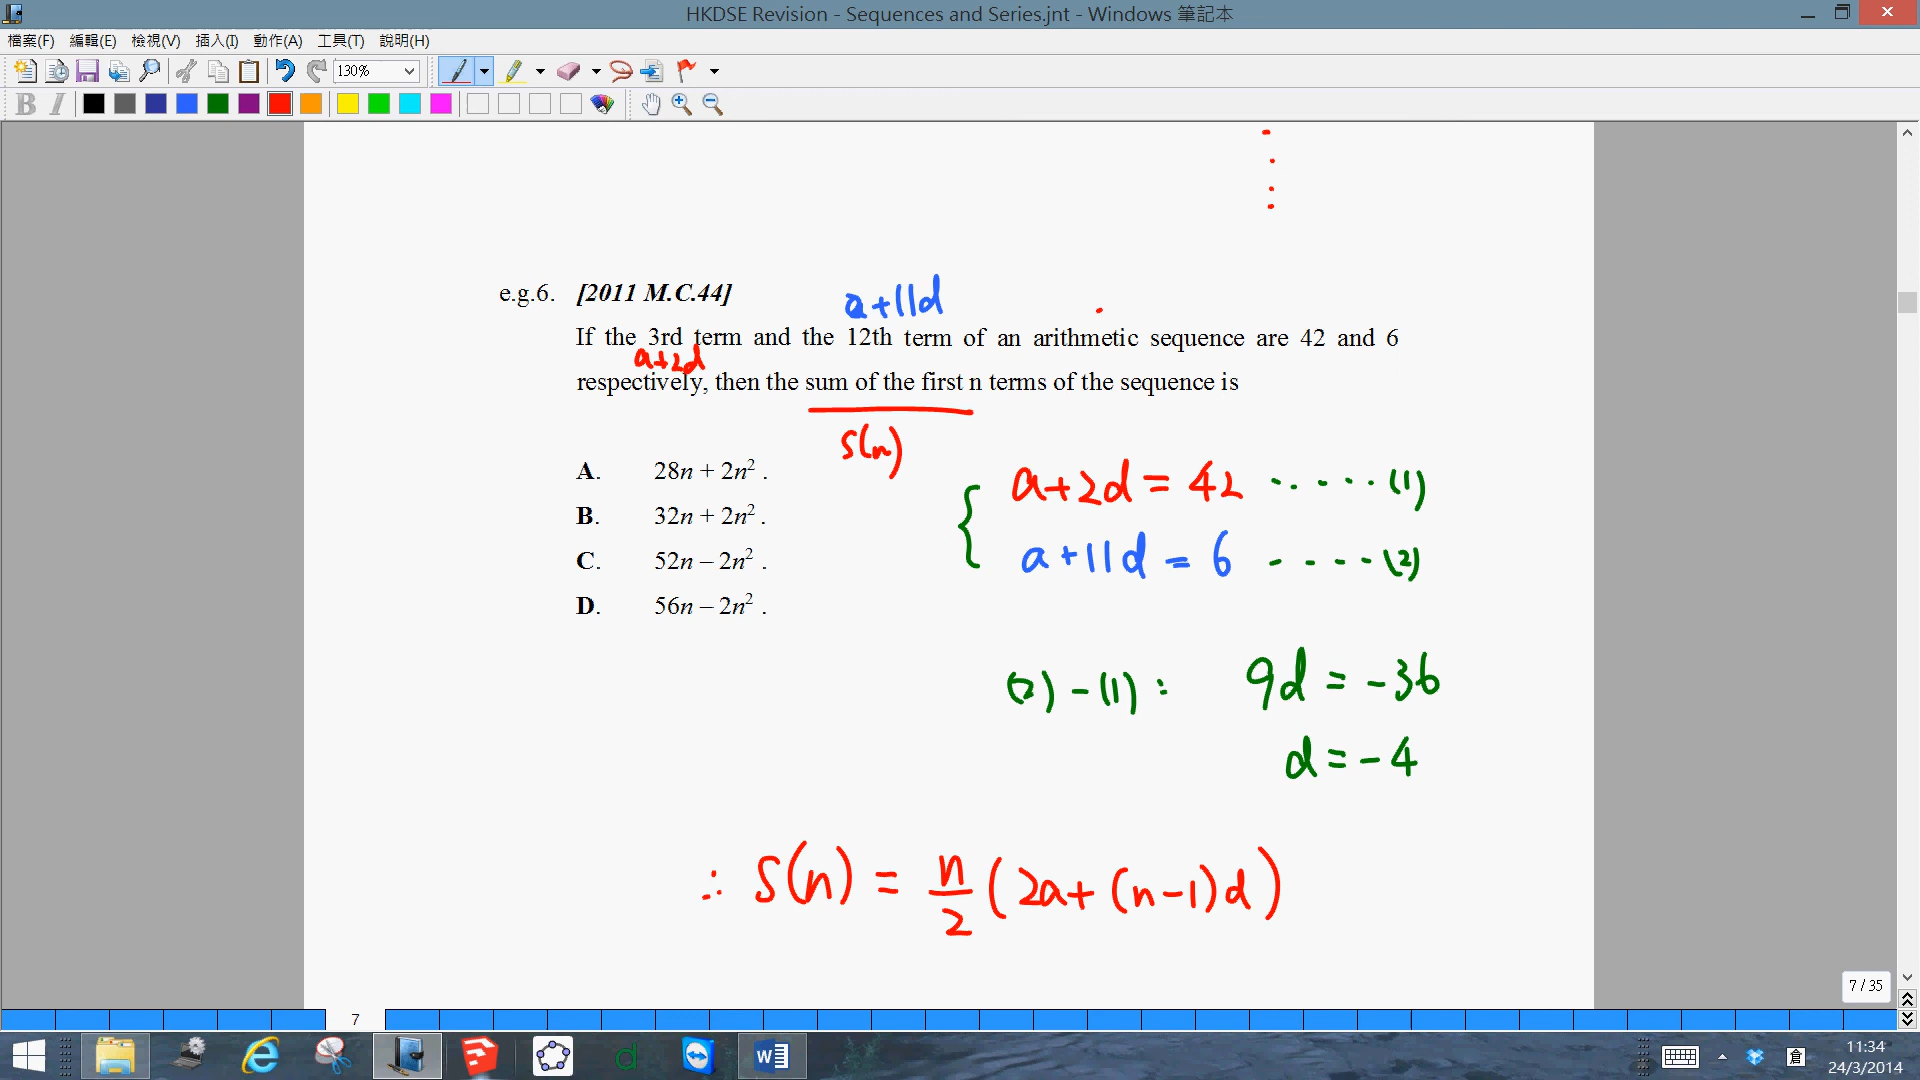 HKDSE Revision - Sequences and Series.jnt - Windows 筆記本
檔案(F) 編輯(E) 檢視(V) 插入(I) 動作(A) 工具(T) 說明(H)
130%
B I
e.g.6. [2011 M.C.44]
a+11d
If the 3rd term and the 12th term of an arithmetic sequence are 42 and 6
a+2d
respectively, then the sum of the first n terms of the sequence is
S(n)
A. 28n + 2n² .
B. 32n + 2n² .
C. 52n – 2n² .
D. 56n – 2n² .
a+2d = 42 ·····(1)
a+11d = 6 ----(2)
(2) - (1) : 9d = -36
d = -4
∴ S(n) = n/2 (2a+(n-1)d)
7 / 35
7
倉
11:34
24/3/2014